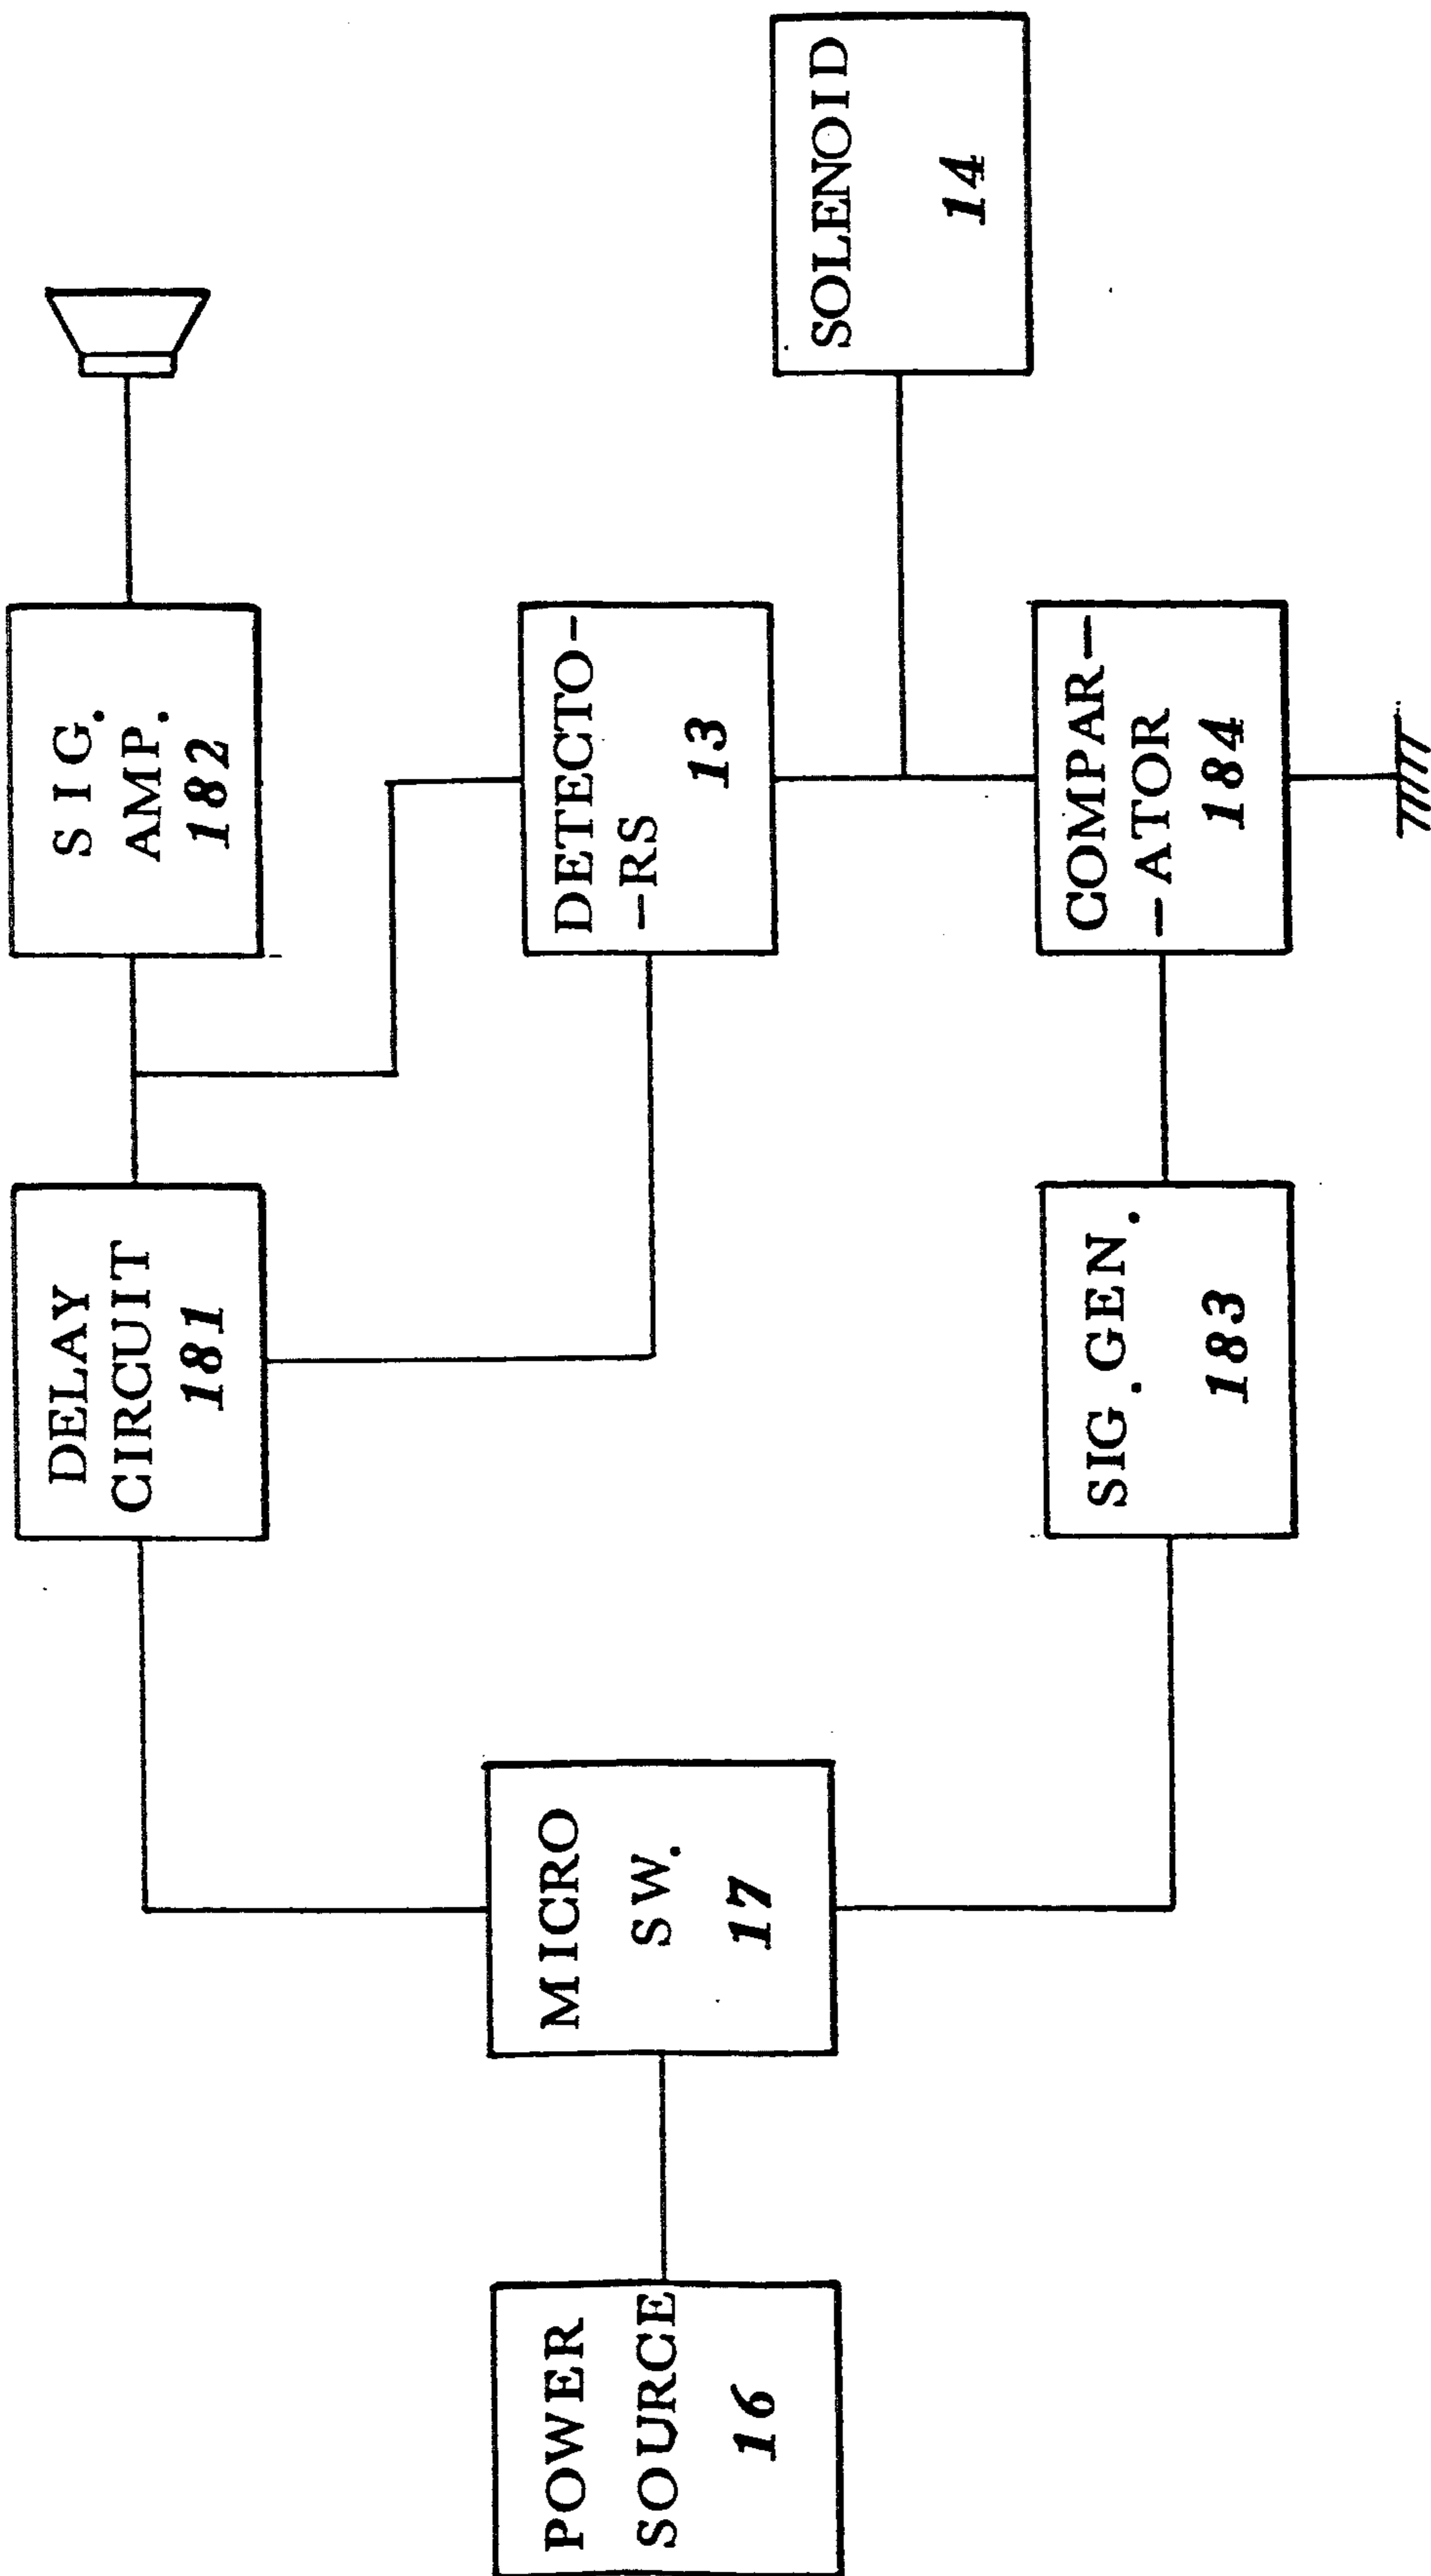 POWER
SOURCE
16
MICRO
SW.
17
DELAY
CIRCUIT
181
SIG.
AMP.
182
DETECTO-
-RS
13
SOLENOID
14
SIG. GEN.
183
COMPAR-
-ATOR
184